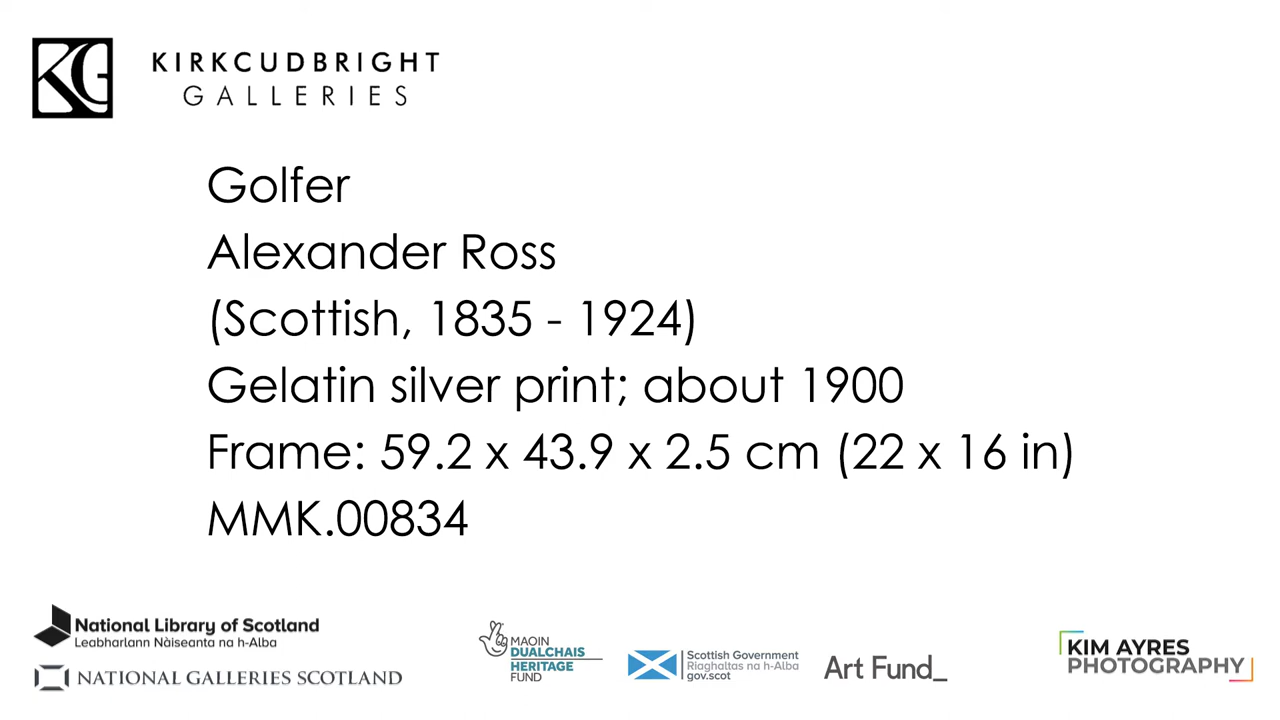 KG
KIRKCUDBRIGHT
GALLERIES
Golfer
Alexander Ross
(Scottish, 1835 - 1924)
Gelatin silver print; about 1900
Frame: 59.2 x 43.9 x 2.5 cm (22 x 16 in)
MMK.00834
National Library of Scotland
Leabharlann Nàiseanta na h-Alba
NATIONAL GALLERIES SCOTLAND
MAOIN
DUALCHAIS
HERITAGE
FUND
Scottish Government
Riaghaltas na h-Alba
gov.scot
Art Fund_
KIM AYRES
PHOTOGRAPHY